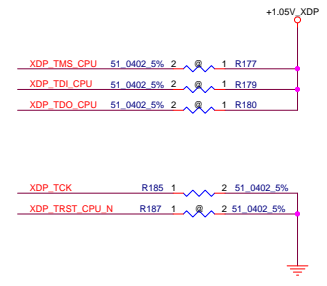 +1.05V_XDP
XDP_TMS_CPU 51_0402_5% 2 @ 1 R177
XDP_TDI_CPU 51_0402_5% 2 @ 1 R179
XDP_TDO_CPU 51_0402_5% 2 @ 1 R180
XDP_TCK R185 1 2 51_0402_5%
XDP_TRST_CPU_N R187 1 @ 2 51_0402_5%